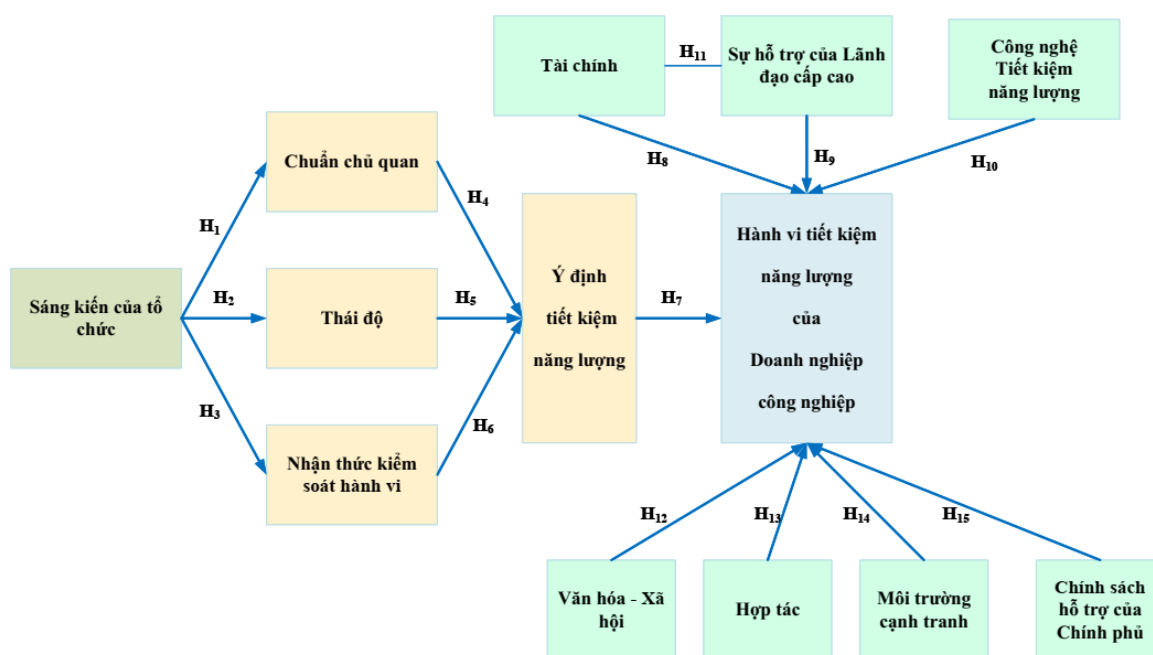 Tài chính
H11
Sự hỗ trợ của Lãnh
đạo cấp cao
Công nghệ
Tiết kiệm
năng lượng
H8
H9
H10
Chuẩn chủ quan
H1
H4
Sáng kiến của tổ
chức
H2
Thái độ
H5
Ý định
tiết kiệm
năng lượng
H7
Hành vi tiết kiệm
năng lượng
của
Doanh nghiệp
công nghiệp
H3
H6
Nhận thức kiểm
soát hành vi
H12
H13
H14
H15
Văn hóa - Xã
hội
Hợp tác
Môi trường
cạnh tranh
Chính sách
hỗ trợ của
Chính phủ